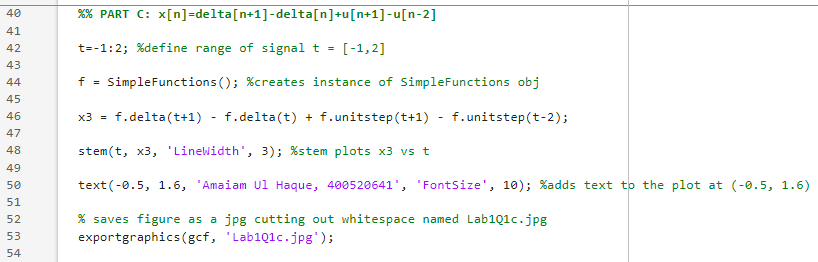 40 %% PART C: x[n]=delta[n+1]-delta[n]+u[n+1]-u[n-2]
41
42 t=-1:2; %define range of signal t = [-1,2]
43
44 f = SimpleFunctions(); %creates instance of SimpleFunctions obj
45
46 x3 = f.delta(t+1) - f.delta(t) + f.unitstep(t+1) - f.unitstep(t-2);
47
48 stem(t, x3, 'LineWidth', 3); %stem plots x3 vs t
49
50 text(-0.5, 1.6, 'Amaiam Ul Haque, 400520641', 'FontSize', 10); %adds text to the plot at (-0.5, 1.6)
51
52 % saves figure as a jpg cutting out whitespace named Lab1Q1c.jpg
53 exportgraphics(gcf, 'Lab1Q1c.jpg');
54